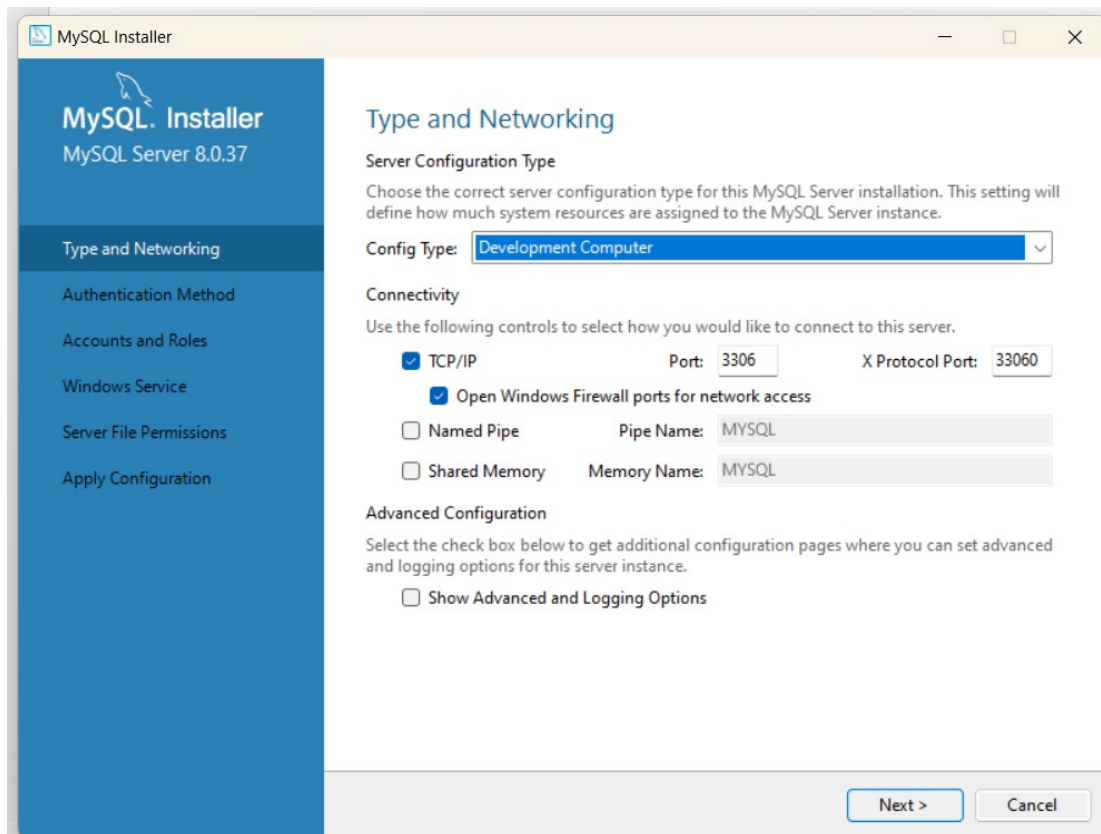 MySQL Installer
MySQL. Installer
MySQL Server 8.0.37
Type and Networking
Authentication Method
Accounts and Roles
Windows Service
Server File Permissions
Apply Configuration
Type and Networking
Server Configuration Type
Choose the correct server configuration type for this MySQL Server installation. This setting will
define how much system resources are assigned to the MySQL Server instance.
Config Type: Development Computer
Connectivity
Use the following controls to select how you would like to connect to this server.
TCP/IP Port: 3306 X Protocol Port: 33060
Open Windows Firewall ports for network access
Named Pipe Pipe Name: MYSQL
Shared Memory Memory Name: MYSQL
Advanced Configuration
Select the check box below to get additional configuration pages where you can set advanced
and logging options for this server instance.
Show Advanced and Logging Options
Next > Cancel